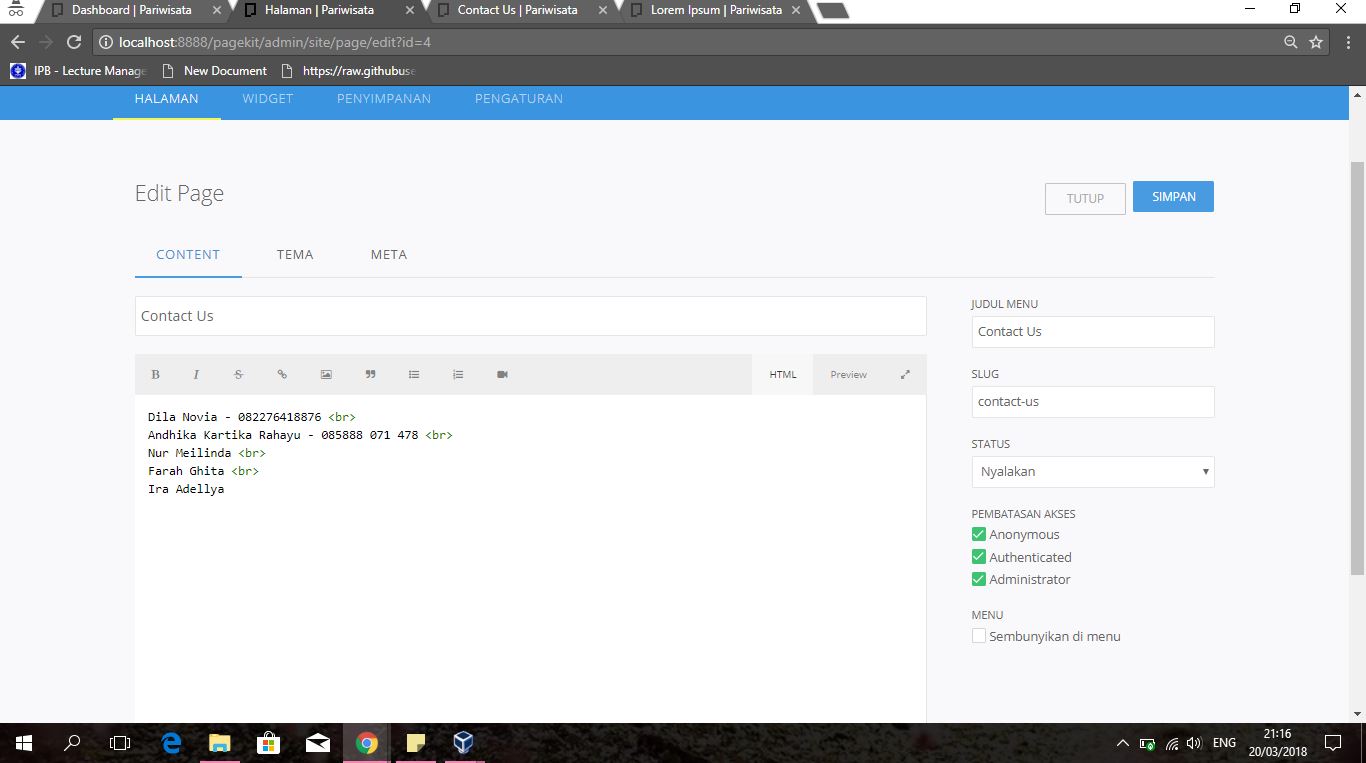 Dashboard | Pariwisata
Halaman | Pariwisata
Contact Us | Pariwisata
Lorem Ipsum | Pariwisata
localhost:8888/pagekit/admin/site/page/edit?id=4
IPB - Lecture Manage
New Document
https://raw.githubuse
HALAMAN
WIDGET
PENYIMPANAN
PENGATURAN
Edit Page
TUTUP
SIMPAN
CONTENT
TEMA
META
Contact Us
B
I
S
HTML
Preview
Dila Novia - 082276418876 <br>
Andhika Kartika Rahayu - 085888 071 478 <br>
Nur Meilinda <br>
Farah Ghita <br>
Ira Adellya
JUDUL MENU
Contact Us
SLUG
contact-us
STATUS
Nyalakan
PEMBATASAN AKSES
Anonymous
Authenticated
Administrator
MENU
Sembunyikan di menu
ENG
21:16
20/03/2018